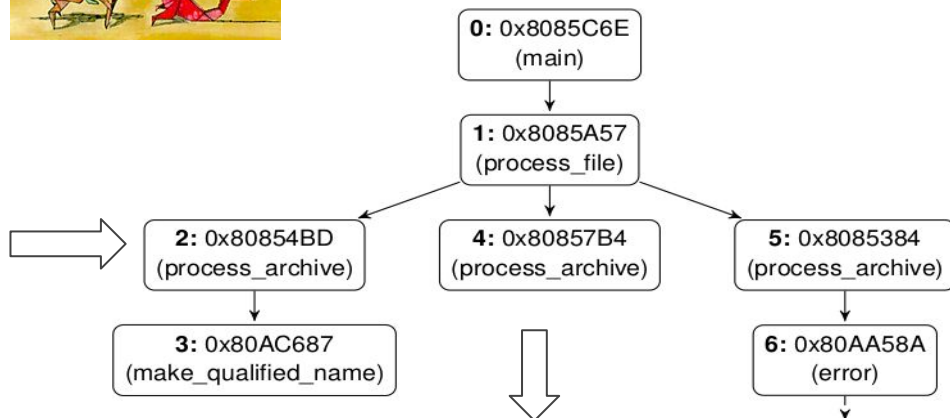 0: 0x8085C6E
(main)
1: 0x8085A57
(process_file)
2: 0x80854BD
(process_archive)
4: 0x80857B4
(process_archive)
5: 0x8085384
(process_archive)
3: 0x80AC687
(make_qualified_name)
6: 0x80AA58A
(error)